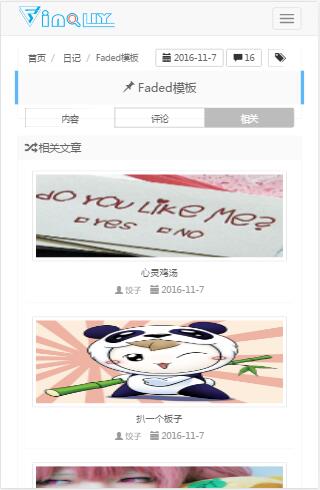 VinQUY
首页 / 日记 / Faded模板 2016-11-7 16
Faded模板
内容 评论 相关
相关文章
do YOU LiKE ME?
YES NO
心灵鸡汤
饺子 2016-11-7
扒一个板子
饺子 2016-11-7